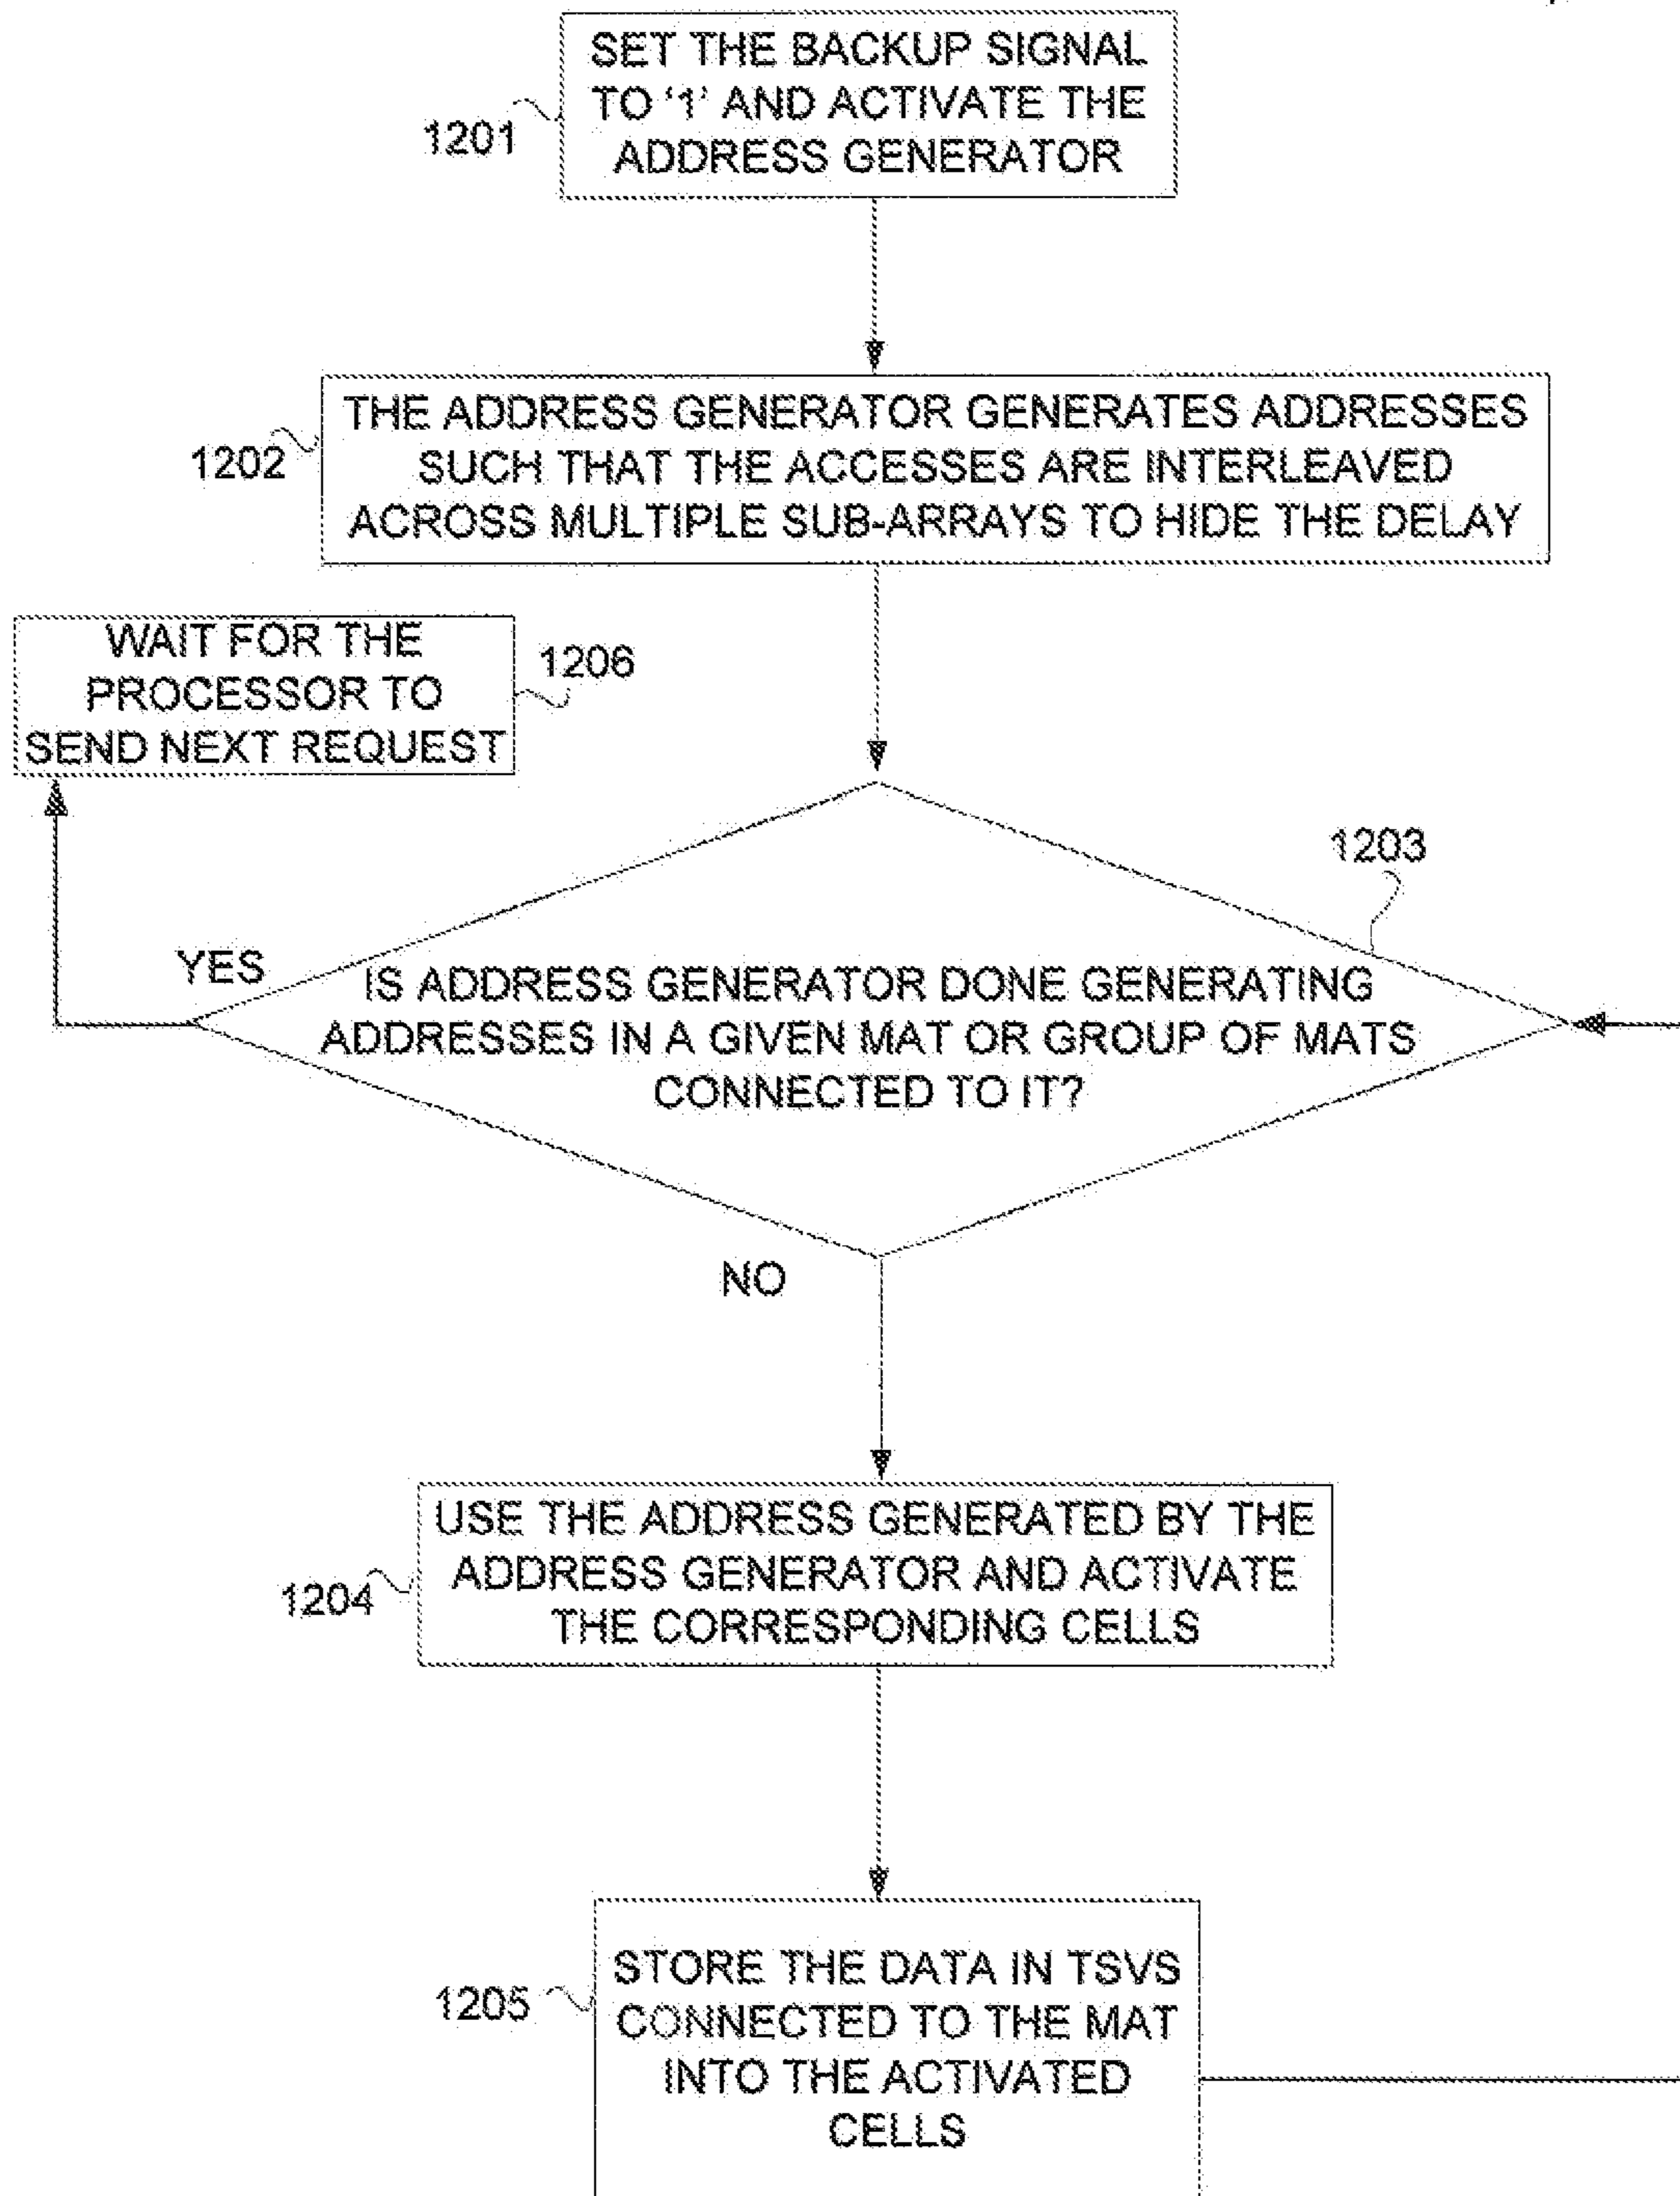 SET THE BACKUP SIGNAL
TO '1' AND ACTIVATE THE
ADDRESS GENERATOR
1201
THE ADDRESS GENERATOR GENERATES ADDRESSES
SUCH THAT THE ACCESSES ARE INTERLEAVED
ACROSS MULTIPLE SUB-ARRAYS TO HIDE THE DELAY
1202
WAIT FOR THE
PROCESSOR TO
SEND NEXT REQUEST
1206
1203
YES
IS ADDRESS GENERATOR DONE GENERATING
ADDRESSES IN A GIVEN MAT OR GROUP OF MATS
CONNECTED TO IT?
NO
USE THE ADDRESS GENERATED BY THE
ADDRESS GENERATOR AND ACTIVATE
THE CORRESPONDING CELLS
1204
STORE THE DATA IN TSVS
CONNECTED TO THE MAT
INTO THE ACTIVATED
CELLS
1205